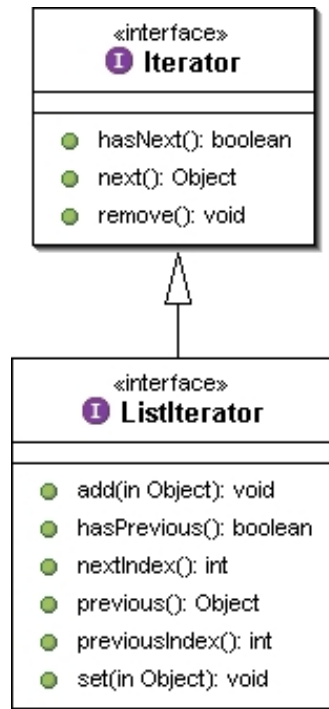 «interface»
I Iterator
hasNext(): boolean
next(): Object
remove(): void
«interface»
I ListIterator
add(in Object): void
hasPrevious(): boolean
nextIndex(): int
previous(): Object
previousIndex(): int
set(in Object): void